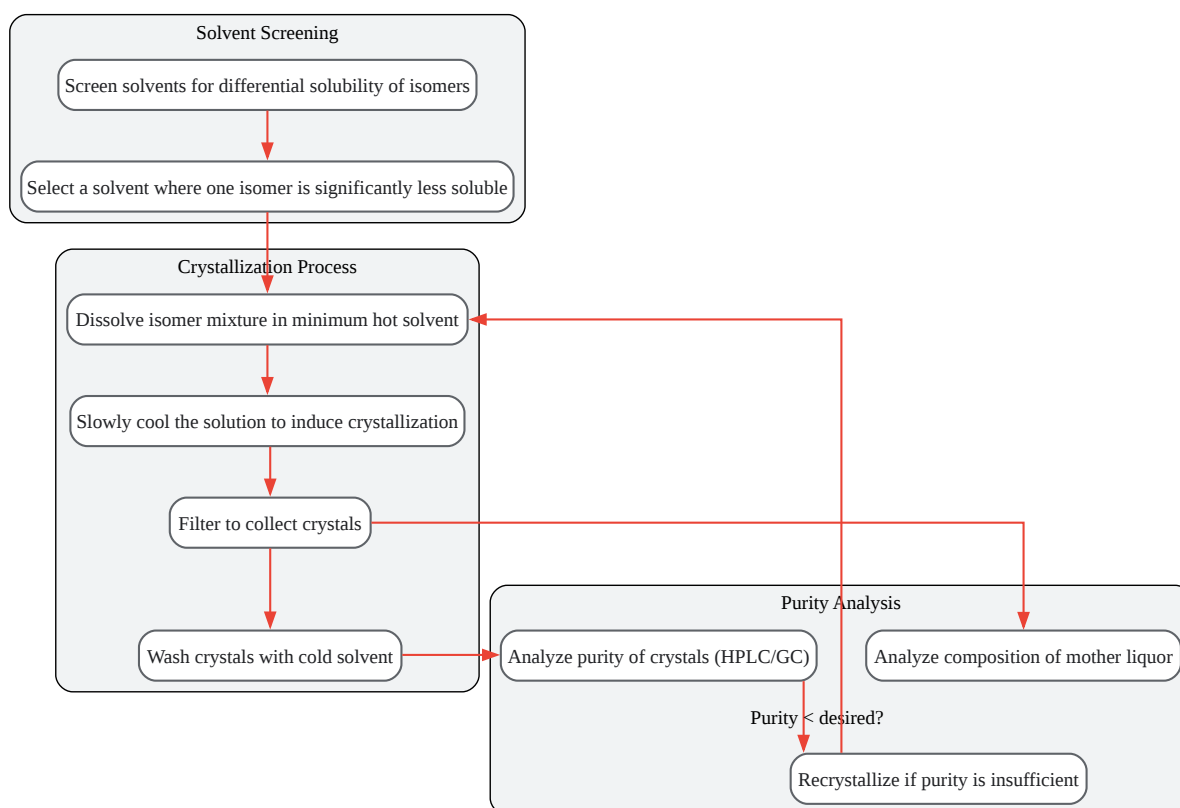 Solvent Screening
Screen solvents for differential solubility of isomers
Select a solvent where one isomer is significantly less soluble
Crystallization Process
Dissolve isomer mixture in minimum hot solvent
Slowly cool the solution to induce crystallization
Filter to collect crystals
Wash crystals with cold solvent
Purity Analysis
Analyze purity of crystals (HPLC/GC)
Analyze composition of mother liquor
Purity < desired?
Recrystallize if purity is insufficient